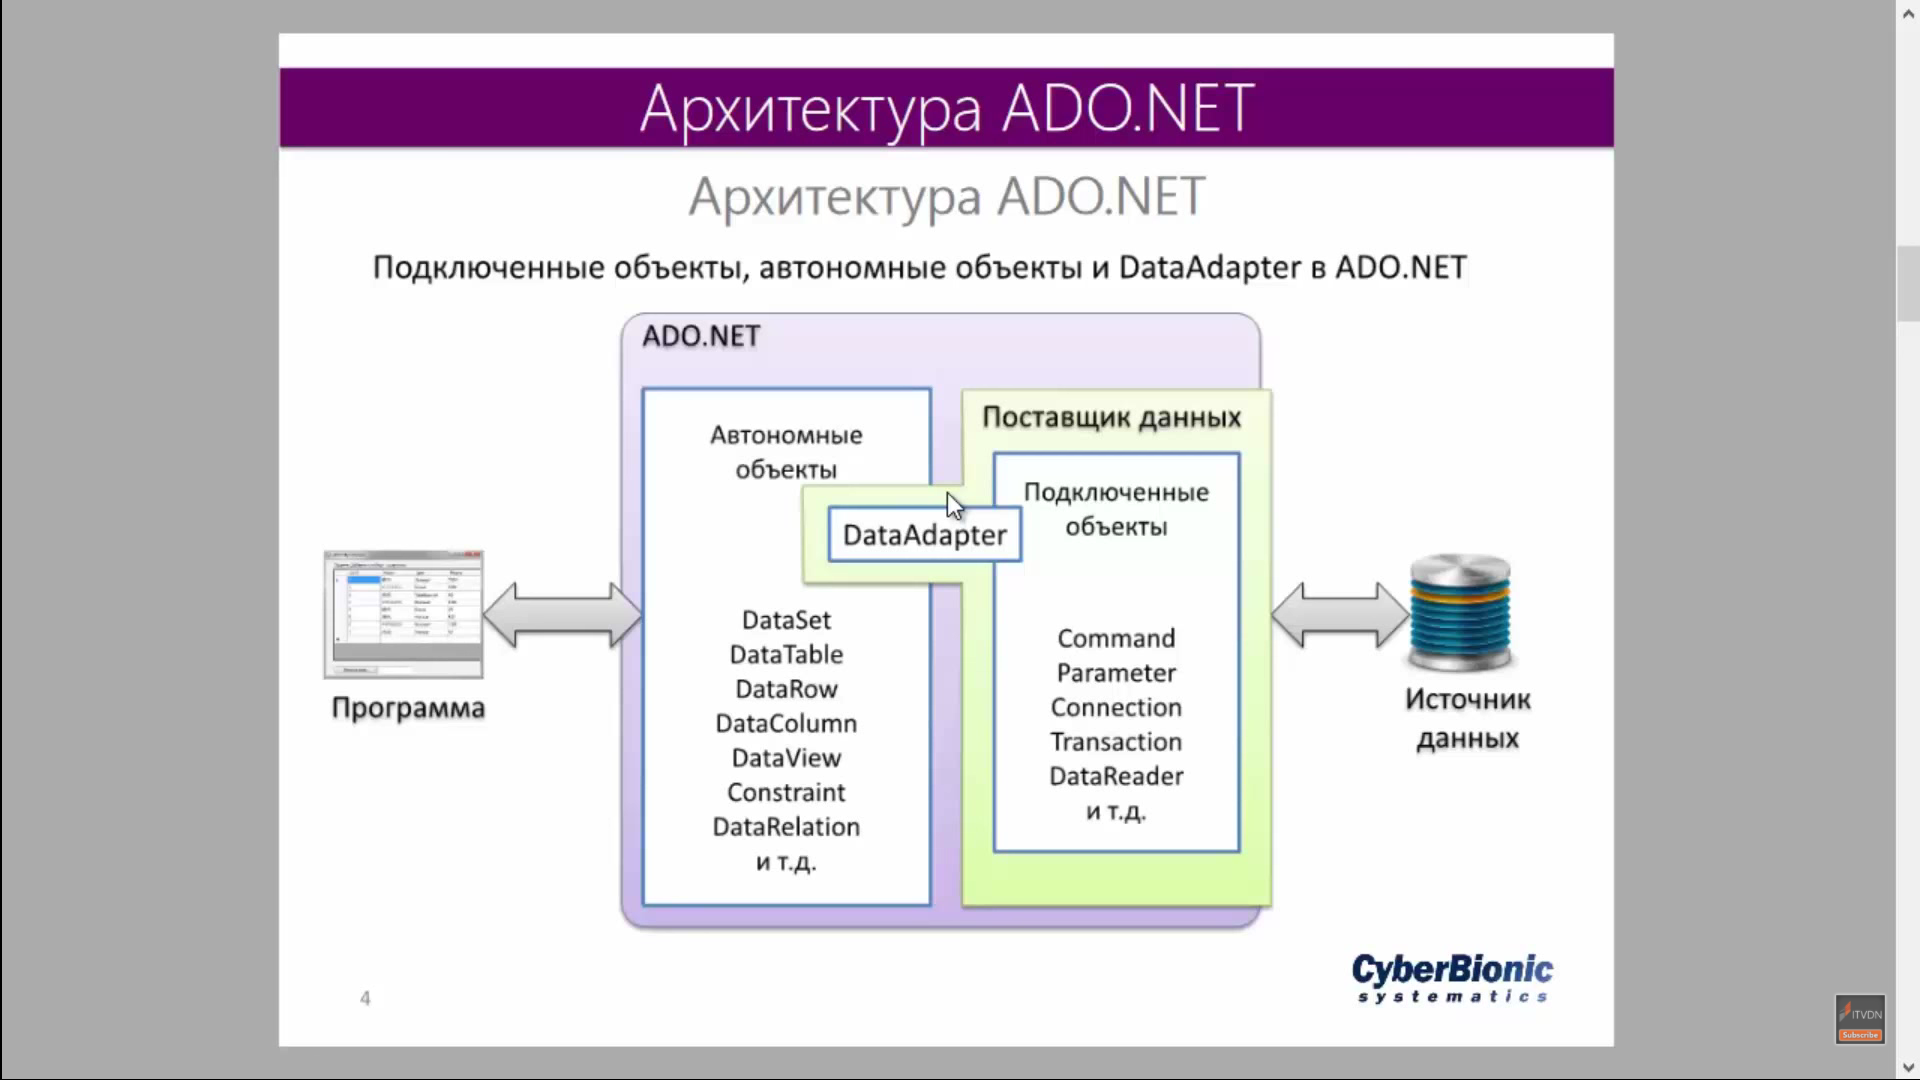 Архитектура ADO.NET
Архитектура ADO.NET
Подключенные объекты, автономные объекты и DataAdapter в ADO.NET
ADO.NET
Автономные
объекты
DataSet
DataTable
DataRow
DataColumn
DataView
Constraint
DataRelation
и т.д.
DataAdapter
Поставщик данных
Подключенные
объекты
Command
Parameter
Connection
Transaction
DataReader
и т.д.
Программа
Источник
данных
4
CyberBionic
systematics
ITVDN
Subscribe